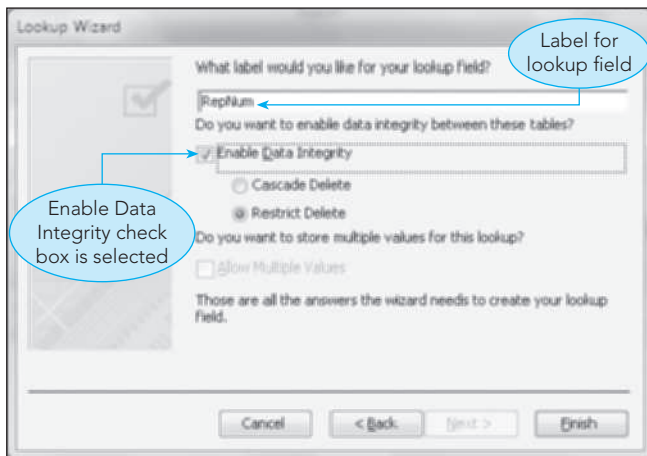 Lookup Wizard
Label for
lookup field
What label would you like for your lookup field?
RepNum
Do you want to enable data integrity between these tables?
Enable Data Integrity
Cascade Delete
Restrict Delete
Enable Data
Integrity check
box is selected
Do you want to store multiple values for this lookup?
Allow Multiple Values
Those are all the answers the wizard needs to create your lookup
field.
Cancel
< Back
Next >
Finish